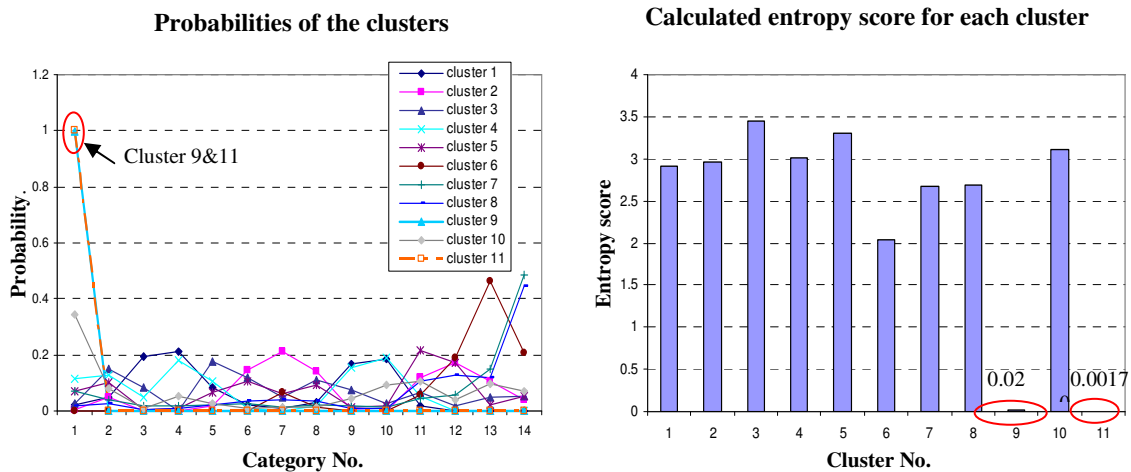 Probabilities of the clusters
1.2
1
0.8
0.6
0.4
0.2
0
Probability.
Cluster 9&11
cluster 1
cluster 2
cluster 3
cluster 4
cluster 5
cluster 6
cluster 7
cluster 8
cluster 9
cluster 10
cluster 11
1 2 3 4 5 6 7 8 9 10 11 12 13 14
Category No.
Calculated entropy score for each cluster
4
3.5
3
2.5
2
1.5
1
0.5
0
Entropy score
0.02
0.0017
1 2 3 4 5 6 7 8 9 10 11
Cluster No.